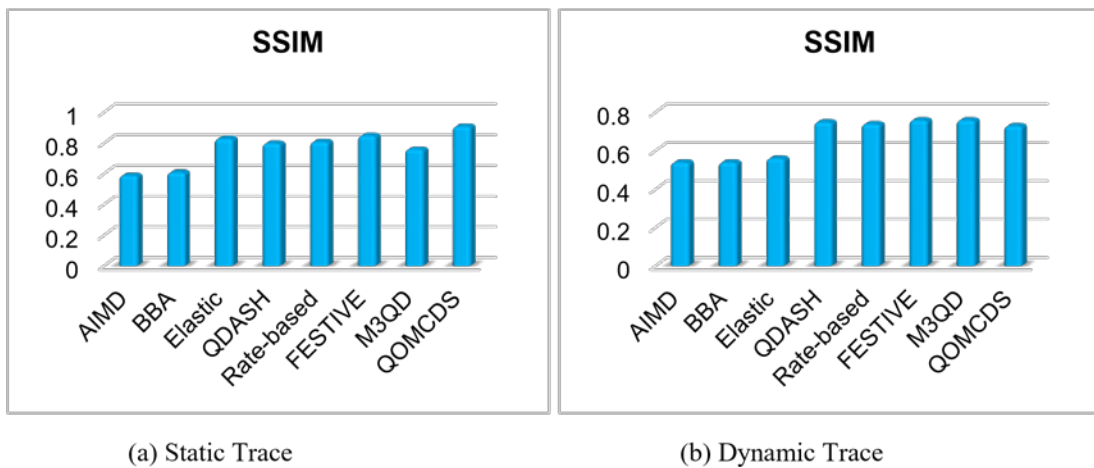 SSIM
1
0.8
0.6
0.4
0.2
0
AIMD
BBA
Elastic
QDASH
Rate-based
FESTIVE
M3QD
QOMCDS
(a) Static Trace
SSIM
0.8
0.6
0.4
0.2
0
AIMD
BBA
Elastic
QDASH
Rate-based
FESTIVE
M3QD
QOMCDS
(b) Dynamic Trace